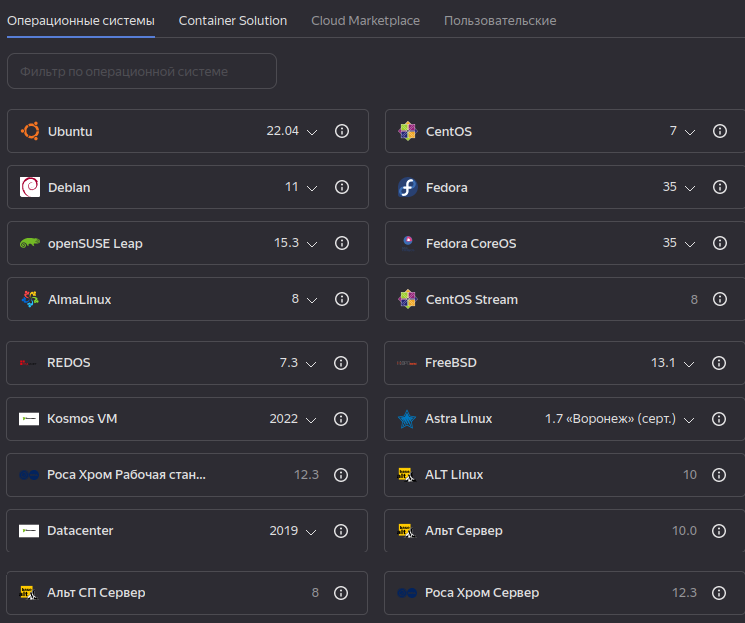 Операционные системы Container Solution Cloud Marketplace Пользовательские
Фильтр по операционной системе
Ubuntu 22.04 CentOS 7
Debian 11 Fedora 35
openSUSE Leap 15.3 Fedora CoreOS 35
AlmaLinux 8 CentOS Stream 8
REDOS 7.3 FreeBSD 13.1
Kosmos VM 2022 Astra Linux 1.7 «Воронеж» (серт.)
Роса Хром Рабочая стан... 12.3 ALT Linux 10
Datacenter 2019 Альт Сервер 10.0
Альт СП Сервер 8 Роса Хром Сервер 12.3